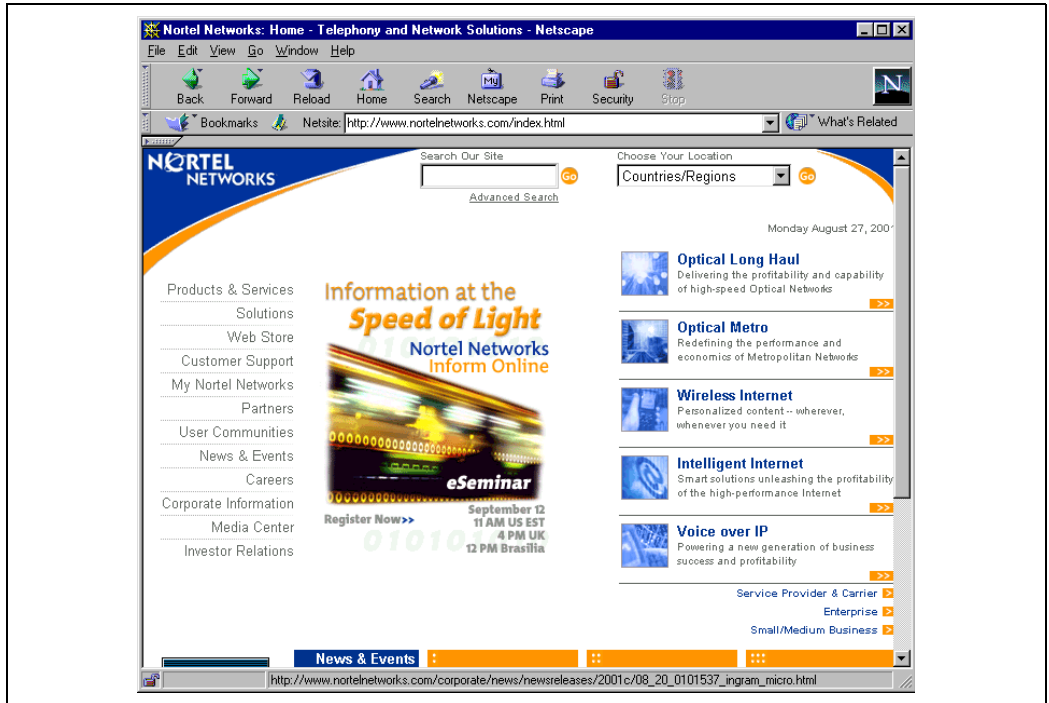 Nortel Networks: Home - Telephony and Network Solutions - Netscape
File Edit View Go Window Help
Back Forward Reload Home Search Netscape Print Security Stop
My
N
Bookmarks Netsite: http://www.nortelnetworks.com/index.html What's Related
NORTEL
NETWORKS
Search Our Site
Go
Advanced Search
Choose Your Location
Countries/Regions
Go
Monday August 27, 200
Products & Services
Solutions
Web Store
Customer Support
My Nortel Networks
Partners
User Communities
News & Events
Careers
Corporate Information
Media Center
Investor Relations
Information at the
Speed of Light
Nortel Networks
Inform Online
eSeminar
Register Now>>
September 12
11 AM US EST
4 PM UK
12 PM Brasilia
Optical Long Haul
Delivering the profitability and capability
of high-speed Optical Networks
>>
Optical Metro
Redefining the performance and
economics of Metropolitan Networks
>>
Wireless Internet
Personalized content -- wherever,
whenever you need it
>>
Intelligent Internet
Smart solutions unleashing the profitability
of the high-performance Internet
>>
Voice over IP
Powering a new generation of business
success and profitability
>>
Service Provider & Carrier
Enterprise
Small/Medium Business
News & Events
http://www.nortelnetworks.com/corporate/news/newsreleases/2001c/08_20_0101537_ingram_micro.html